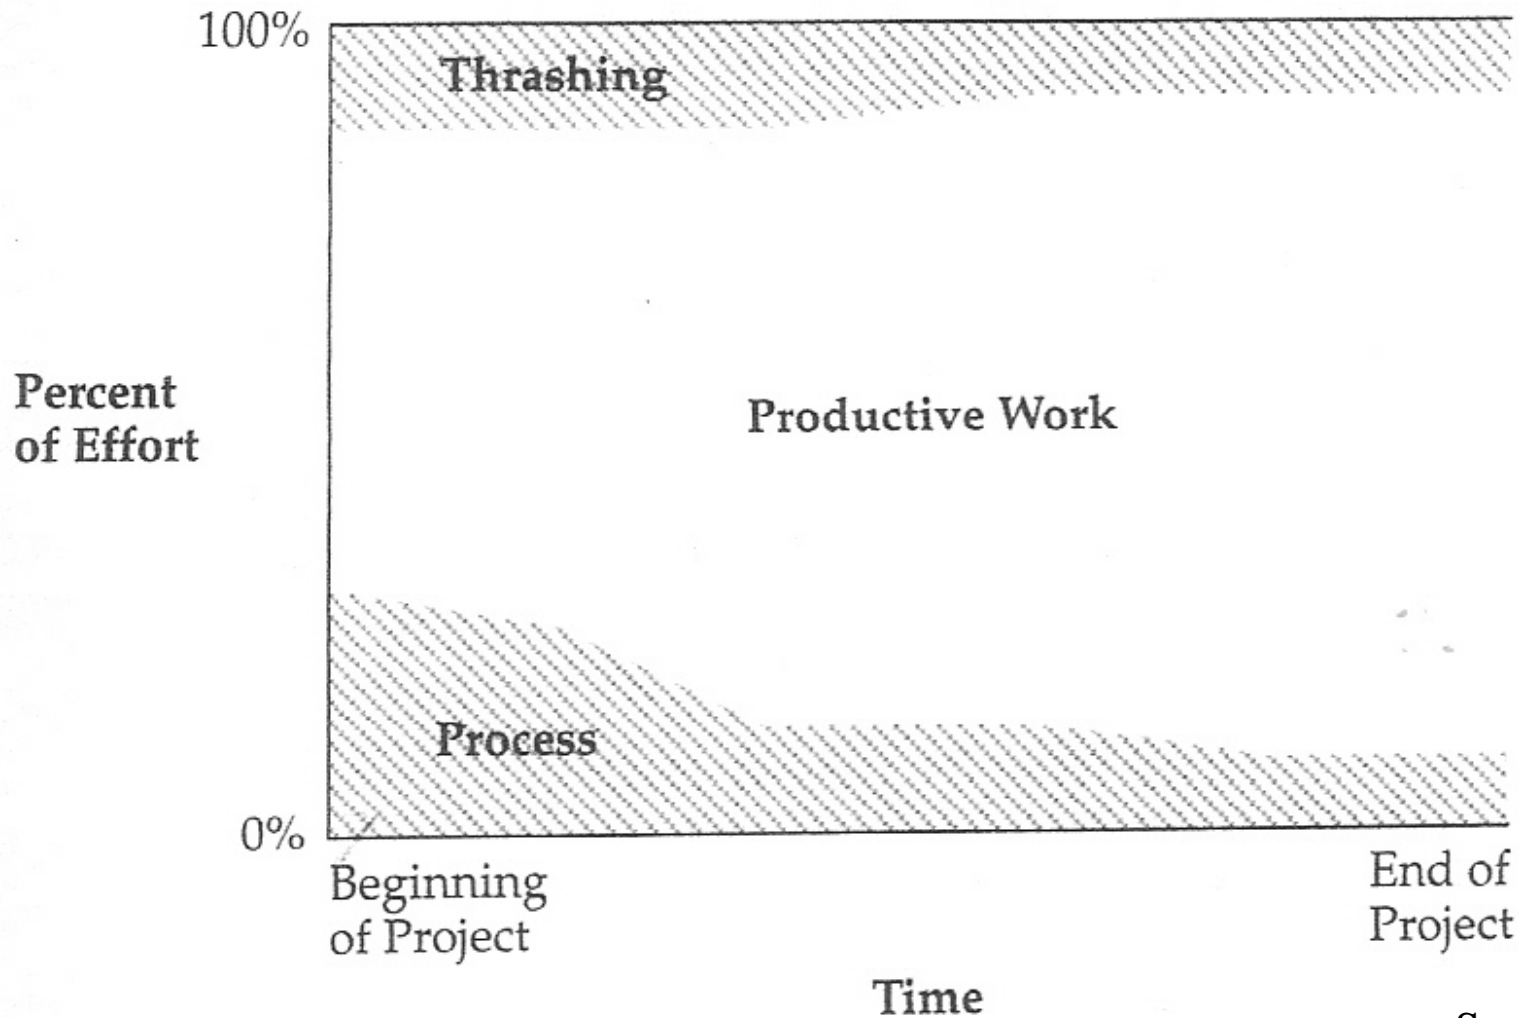 100%
Thrashing
Percent
of Effort
Productive Work
Process
0%
Beginning
of Project
End of
Project
Time